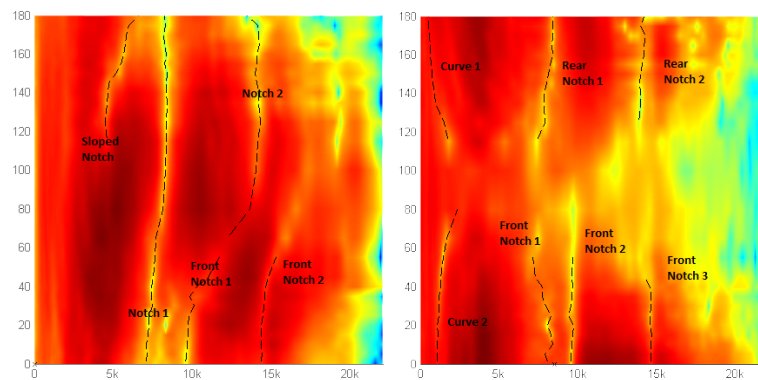 180
160
140
120
100
80
60
40
20
0
0
5k
10k
15k
20k
Sloped
Notch
Notch 2
Notch 1
Front
Notch 1
Front
Notch 2
180
160
140
120
100
80
60
40
20
0
0
5k
10k
15k
20k
Curve 1
Rear
Notch 1
Rear
Notch 2
Front
Notch 1
Front
Notch 2
Front
Notch 3
Curve 2